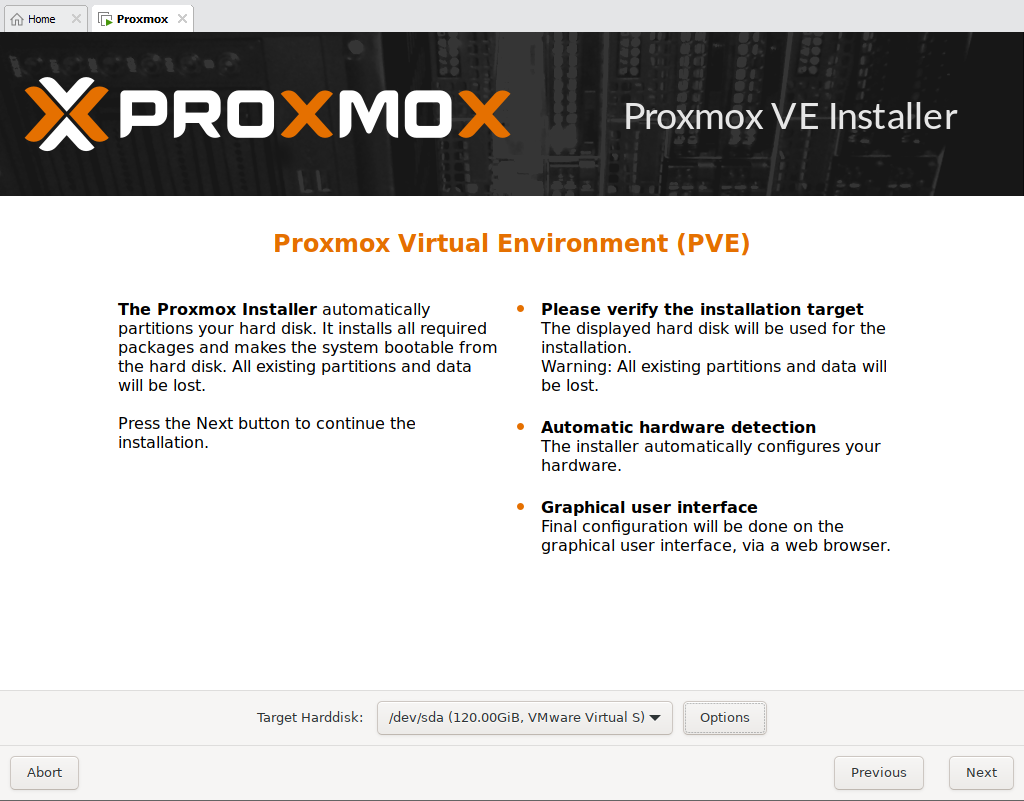 Home
Proxmox
PROXMOX
Proxmox VE Installer
Proxmox Virtual Environment (PVE)
The Proxmox Installer automatically
partitions your hard disk. It installs all required
packages and makes the system bootable from
the hard disk. All existing partitions and data
will be lost.
Press the Next button to continue the
installation.
Please verify the installation target
The displayed hard disk will be used for the
installation.
Warning: All existing partitions and data will
be lost.
Automatic hardware detection
The installer automatically configures your
hardware.
Graphical user interface
Final configuration will be done on the
graphical user interface, via a web browser.
Target Harddisk:
/dev/sda (120.00GiB, VMware Virtual S)
Options
Abort
Previous
Next